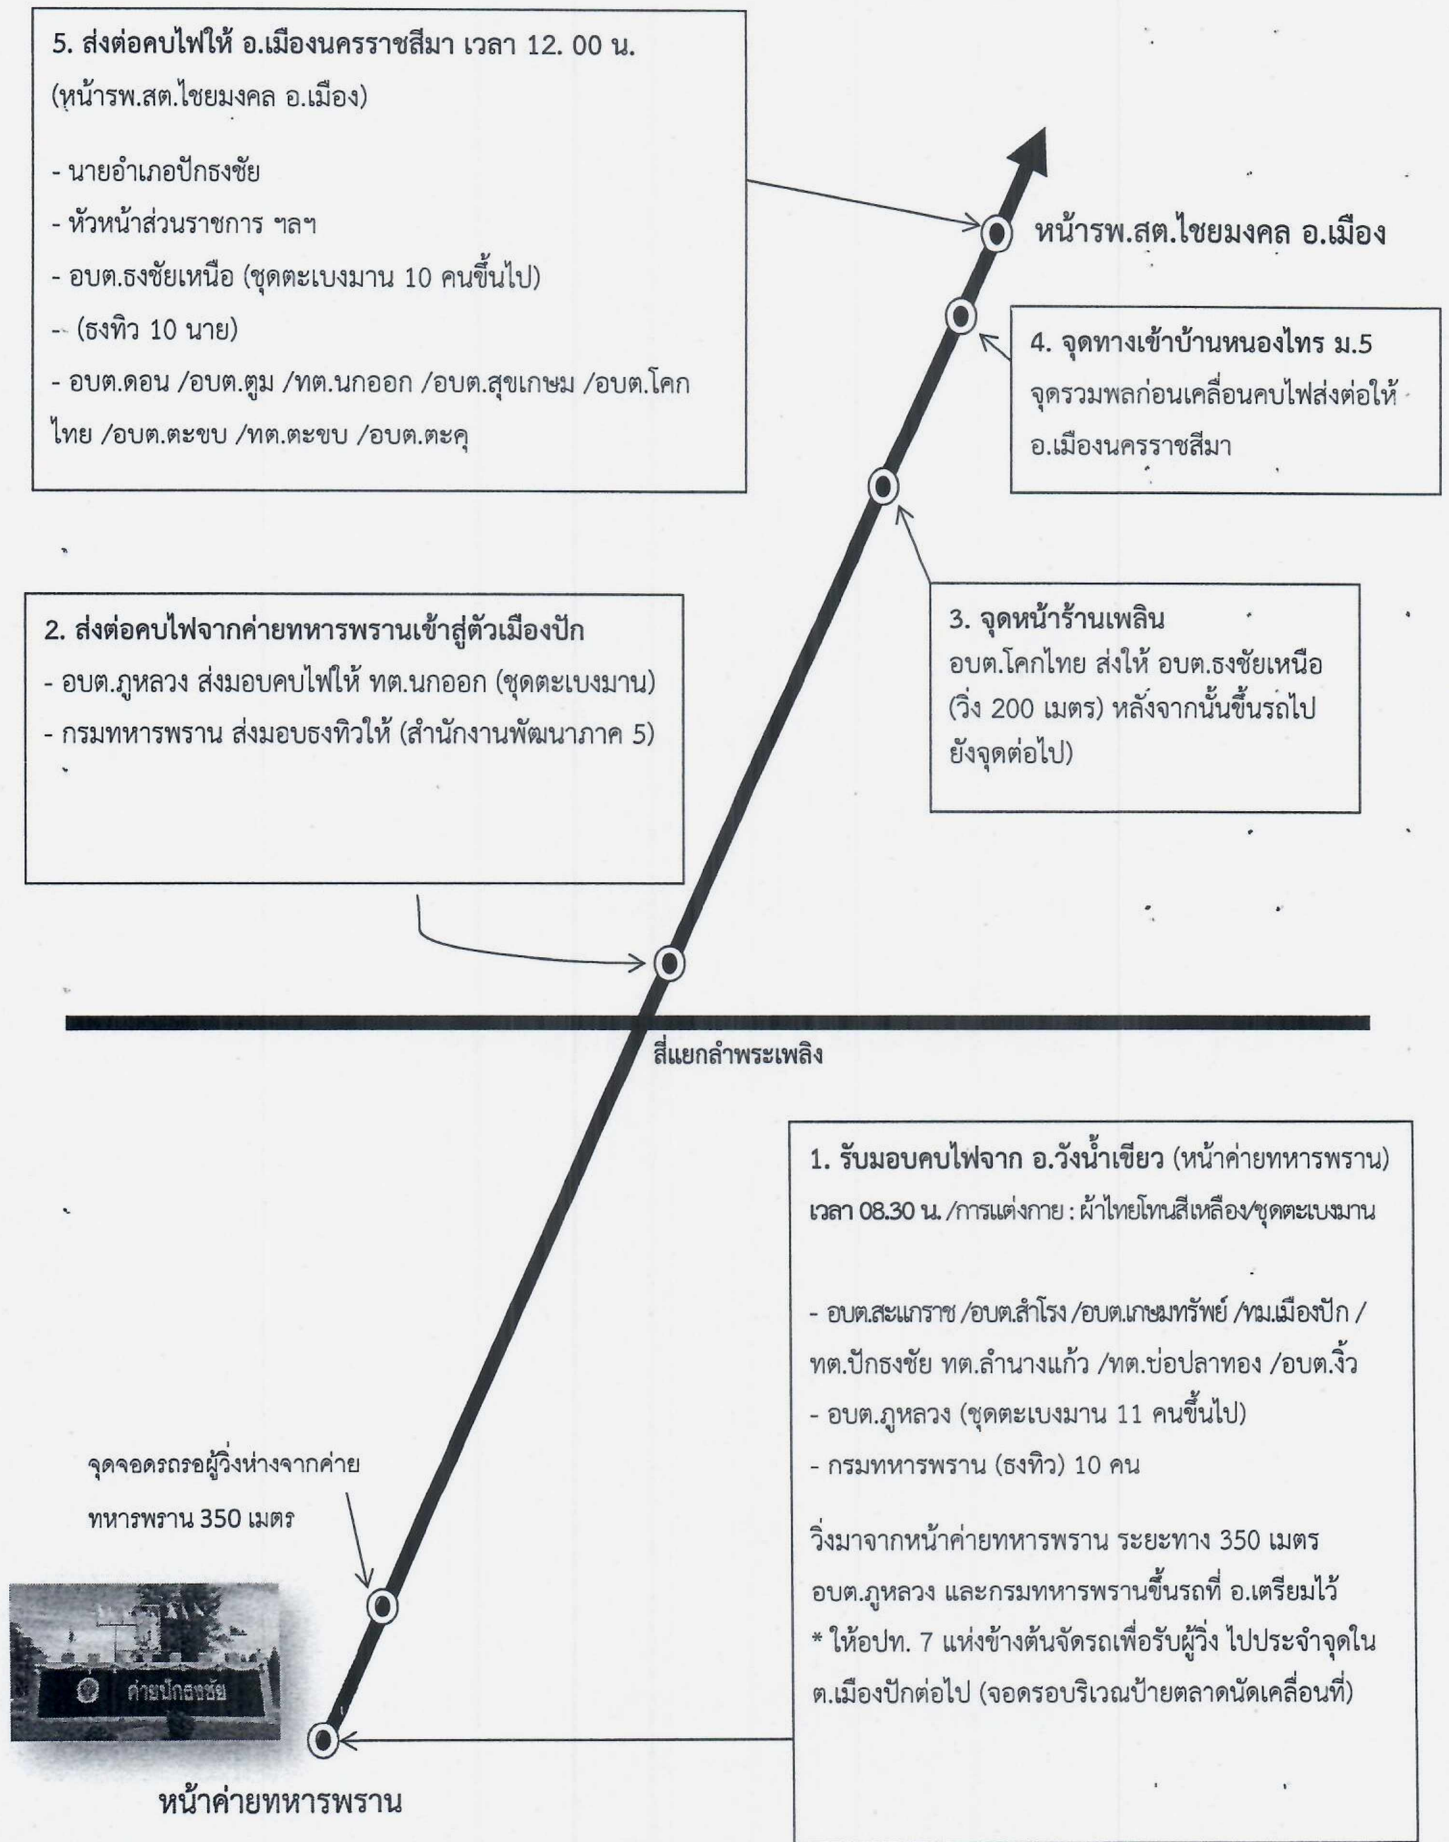 5. ส่งต่อคบไฟให้ อ.เมืองนครราชสีมา เวลา 12. 00 น.
(หน้ารพ.สต.ไชยมงคล อ.เมือง)
- นายอำเภอปักธงชัย
- หัวหน้าส่วนราชการ ฯลฯ
- อบต.ธงชัยเหนือ (ชุดตะเบงมาน 10 คนขึ้นไป)
- (ธงทิว 10 นาย)
- อบต.ดอน /อบต.ตูม /ทต.นกออก /อบต.สุขเกษม /อบต.โคก
ไทย /อบต.ตะขบ /ทต.ตะขบ /อบต.ตะคุ
หน้ารพ.สต.ไชยมงคล อ.เมือง
4. จุดทางเข้าบ้านหนองไทร ม.5
จุดรวมพลก่อนเคลื่อนคบไฟส่งต่อให้
อ.เมืองนครราชสีมา
2. ส่งต่อคบไฟจากค่ายทหารพรานเข้าสู่ตัวเมืองปัก
- อบต.ภูหลวง ส่งมอบคบไฟให้ ทต.นกออก (ชุดตะเบงมาน)
- กรมทหารพราน ส่งมอบธงทิวให้ (สำนักงานพัฒนาภาค 5)
3. จุดหน้าร้านเพลิน
อบต.โคกไทย ส่งให้ อบต.ธงชัยเหนือ
(วิ่ง 200 เมตร) หลังจากนั้นขึ้นรถไป
ยังจุดต่อไป)
สี่แยกลำพระเพลิง
1. รับมอบคบไฟจาก อ.วังน้ำเขียว (หน้าค่ายทหารพราน)
เวลา 08.30 น. /การแต่งกาย : ผ้าไทยโทนสีเหลือง/ชุดตะเบงมาน
- อบต.สะแกราช /อบต.สำโรง /อบต.เกษมทรัพย์ /ทม.เมืองปัก /
ทต.ปักธงชัย ทต.ลำนางแก้ว /ทต.บ่อปลาทอง /อบต.งิ้ว
- อบต.ภูหลวง (ชุดตะเบงมาน 11 คนขึ้นไป)
- กรมทหารพราน (ธงทิว) 10 คน
วิ่งมาจากหน้าค่ายทหารพราน ระยะทาง 350 เมตร
อบต.ภูหลวง และกรมทหารพรานขึ้นรถที่ อ.เตรียมไว้
* ให้อปท. 7 แห่งข้างต้นจัดรถเพื่อรับผู้วิ่ง ไปประจำจุดใน
ต.เมืองปักต่อไป (จอดรอบริเวณป้ายตลาดนัดเคลื่อนที่)
จุดจอดรถรอผู้วิ่งห่างจากค่าย
ทหารพราน 350 เมตร
ค่ายปักธงชัย
หน้าค่ายทหารพราน